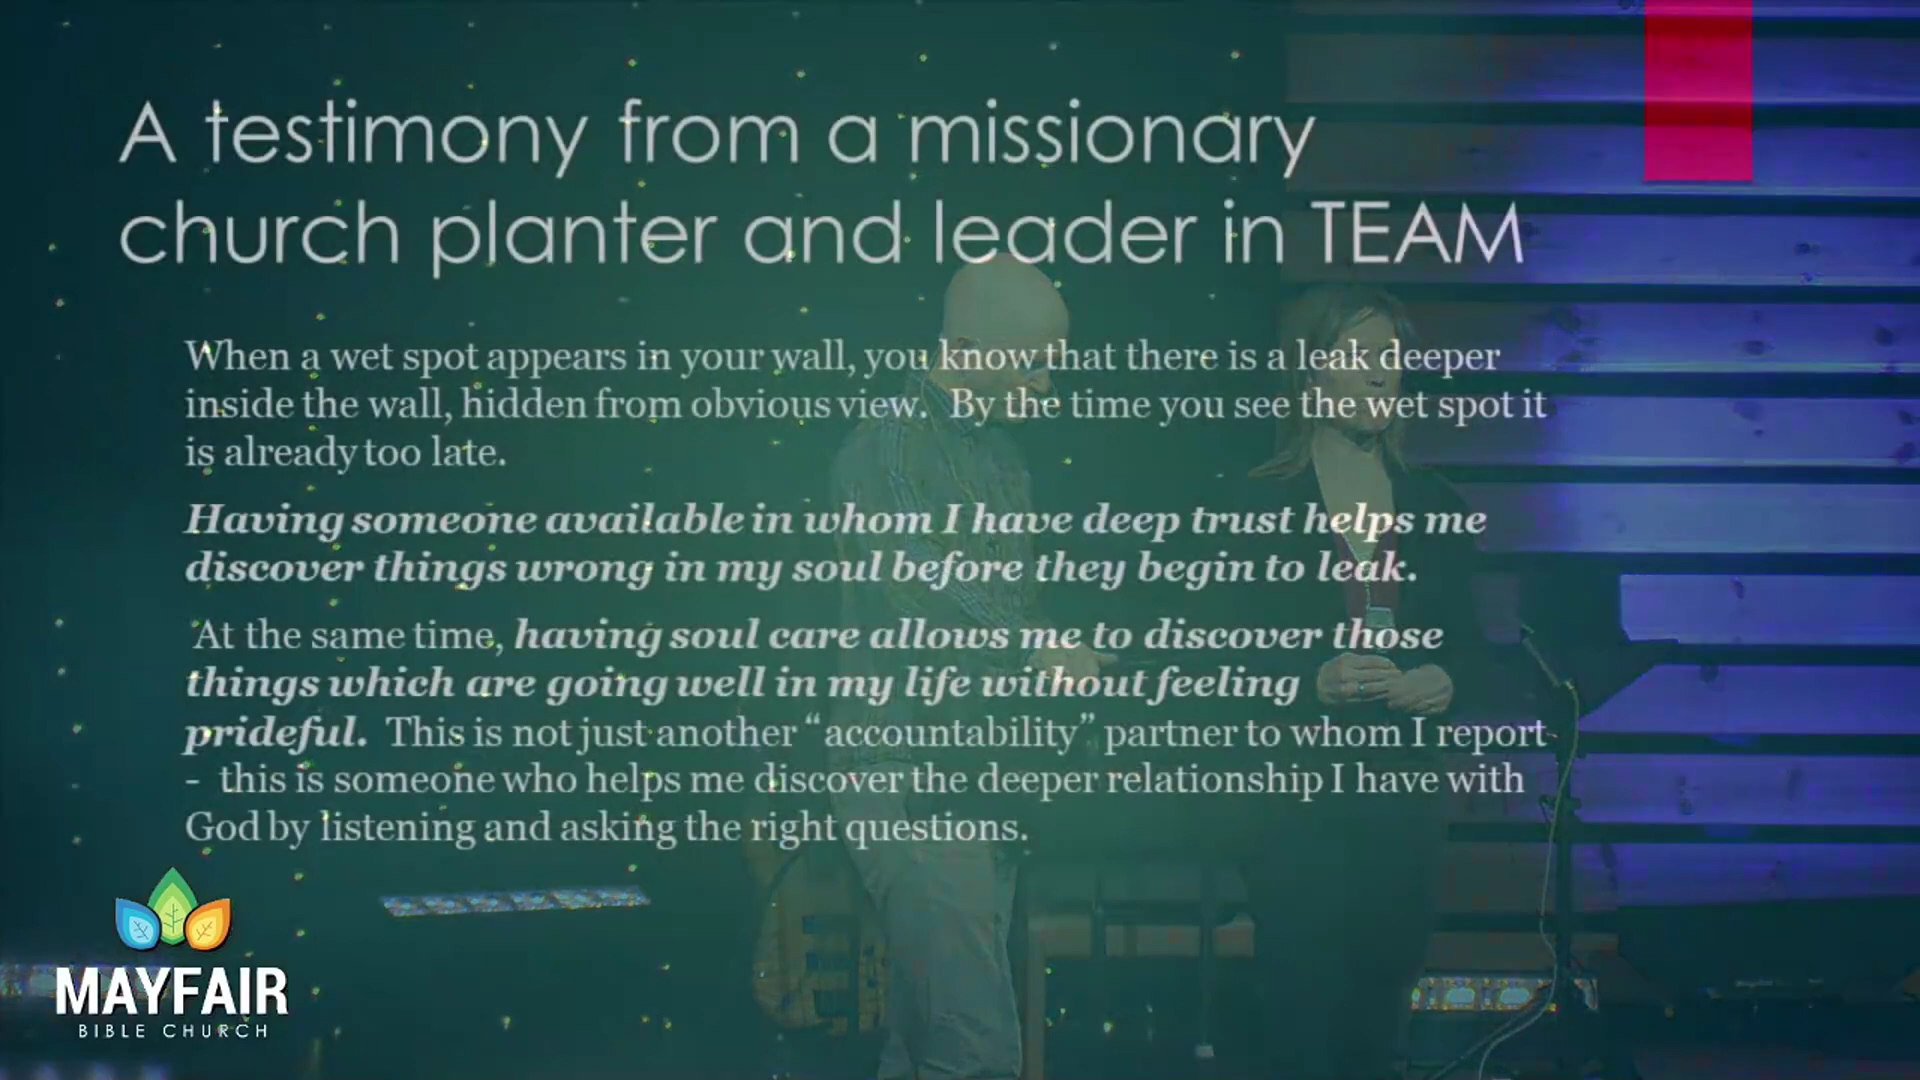 A testimony from a missionary
church planter and leader in TEAM
When a wet spot appears in your wall, you know that there is a leak deeper
inside the wall, hidden from obvious view. By the time you see the wet spot it
is already too late.
Having someone available in whom I have deep trust helps me
discover things wrong in my soul before they begin to leak.
At the same time, having soul care allows me to discover those
things which are going well in my life without feeling
prideful. This is not just another “accountability” partner to whom I report
- this is someone who helps me discover the deeper relationship I have with
God by listening and asking the right questions.
MAYFAIR
BIBLE CHURCH